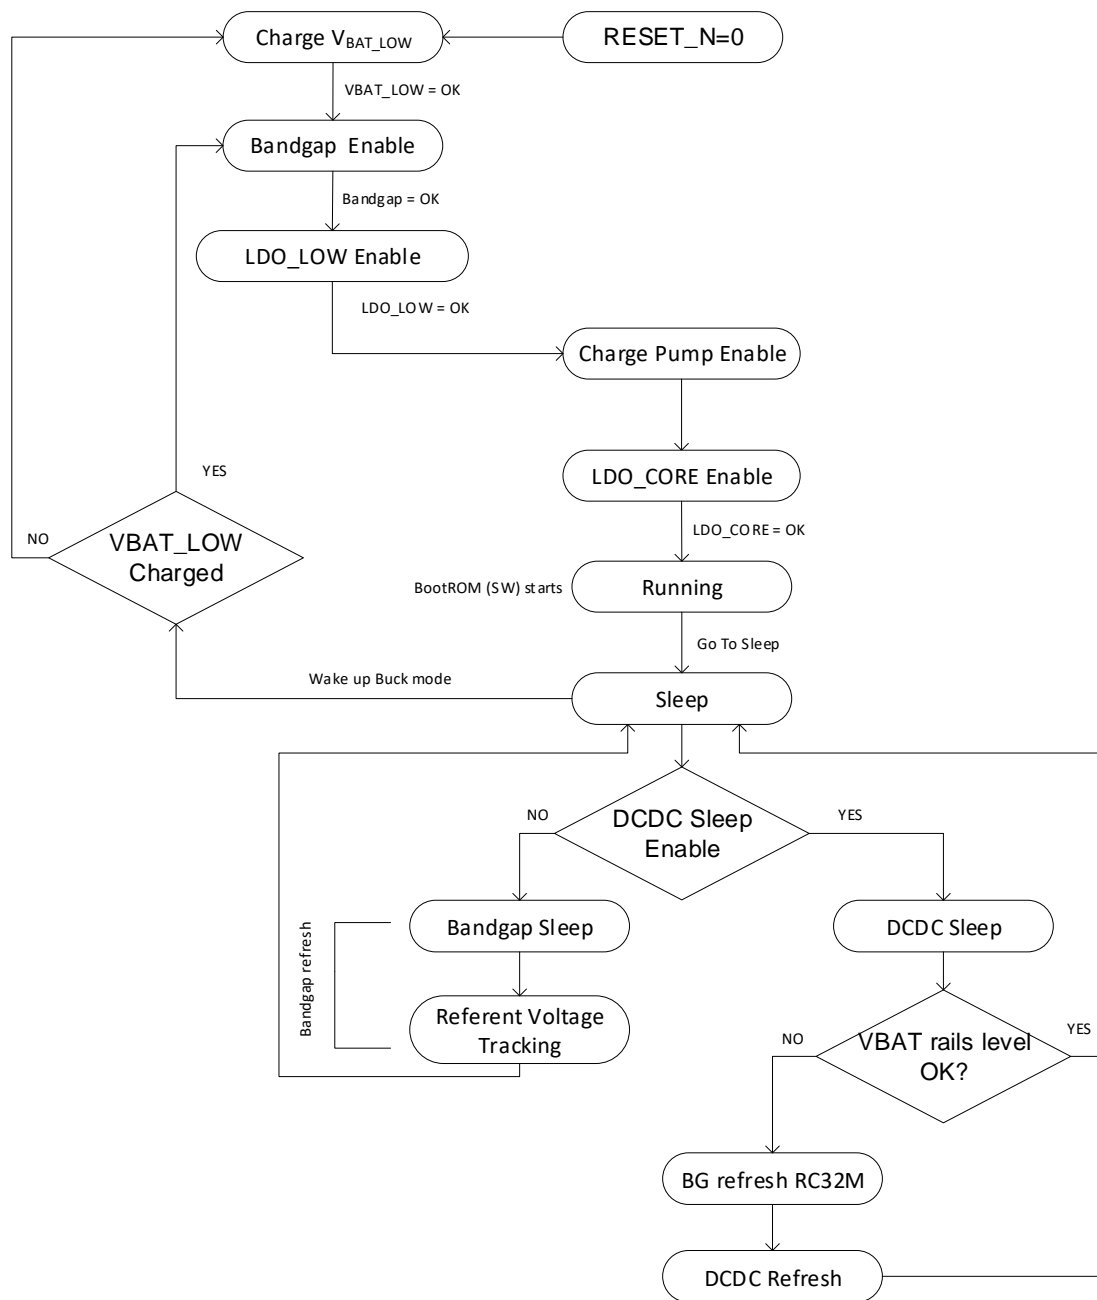 Charge VBAT_LOW
RESET_N=0
VBAT_LOW = OK
Bandgap Enable
Bandgap = OK
LDO_LOW Enable
LDO_LOW = OK
Charge Pump Enable
YES
LDO_CORE Enable
NO
VBAT_LOW
Charged
LDO_CORE = OK
BootROM (SW) starts
Running
Go To Sleep
Wake up Buck mode
Sleep
NO
DCDC Sleep
Enable
YES
Bandgap refresh
Bandgap Sleep
DCDC Sleep
Referent Voltage
Tracking
NO
VBAT rails level
OK?
YES
BG refresh RC32M
DCDC Refresh